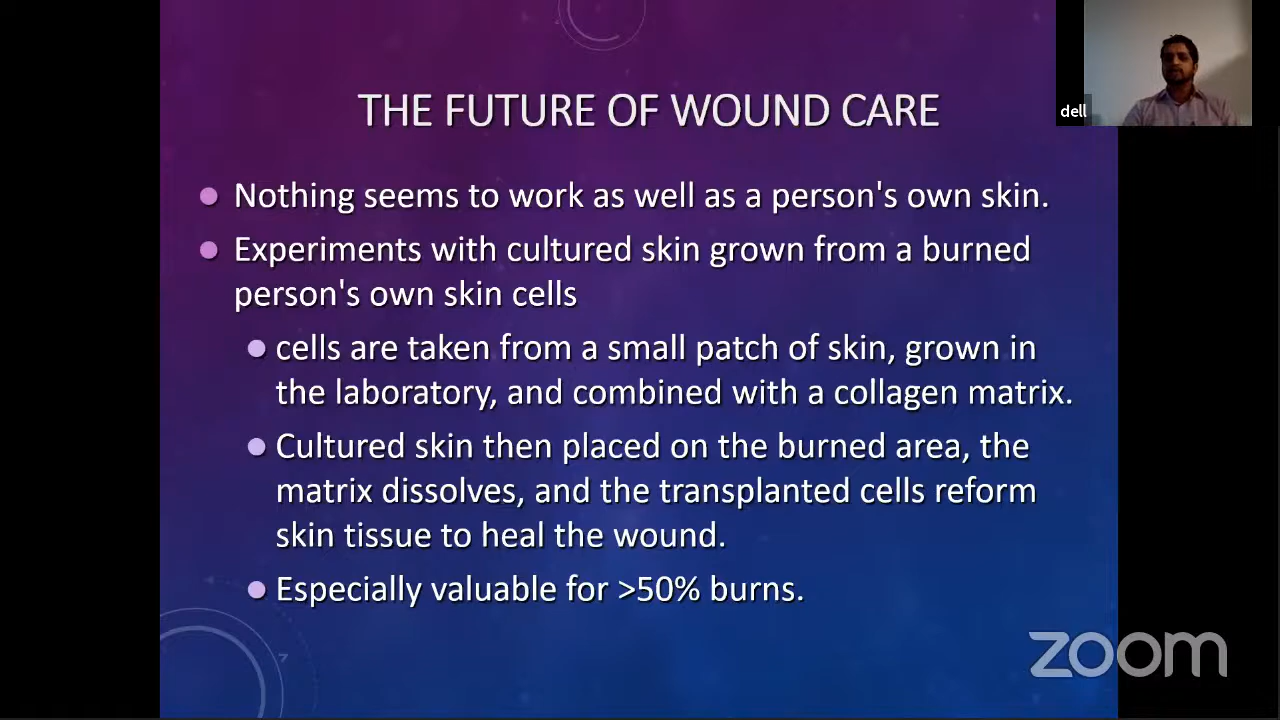 THE FUTURE OF WOUND CARE
dell
Nothing seems to work as well as a person's own skin.
Experiments with cultured skin grown from a burned
person's own skin cells
cells are taken from a small patch of skin, grown in
the laboratory, and combined with a collagen matrix.
Cultured skin then placed on the burned area, the
matrix dissolves, and the transplanted cells reform
skin tissue to heal the wound.
Especially valuable for >50% burns.
zoom